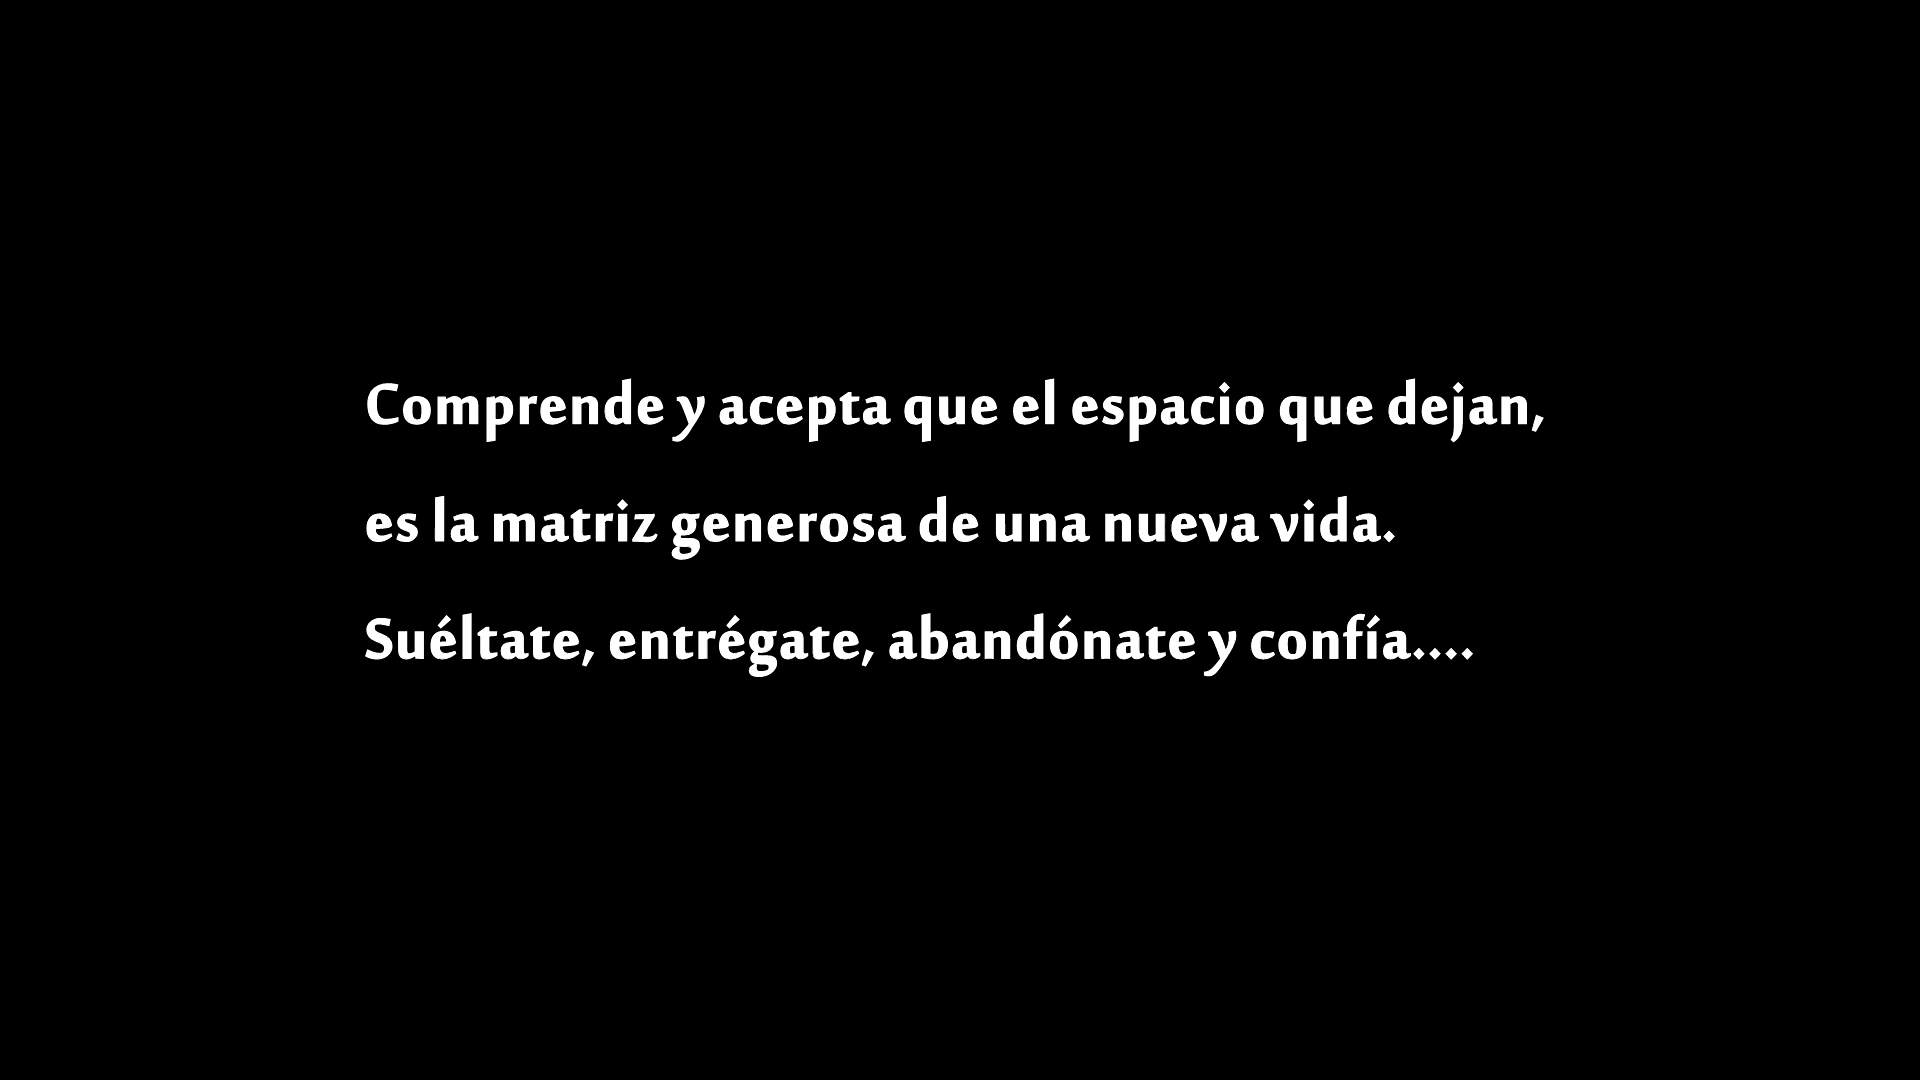 Comprende y acepta que el espacio que dejan,
es la matriz generosa de una nueva vida.
Suéltate, entrégate, abandónate y confía....